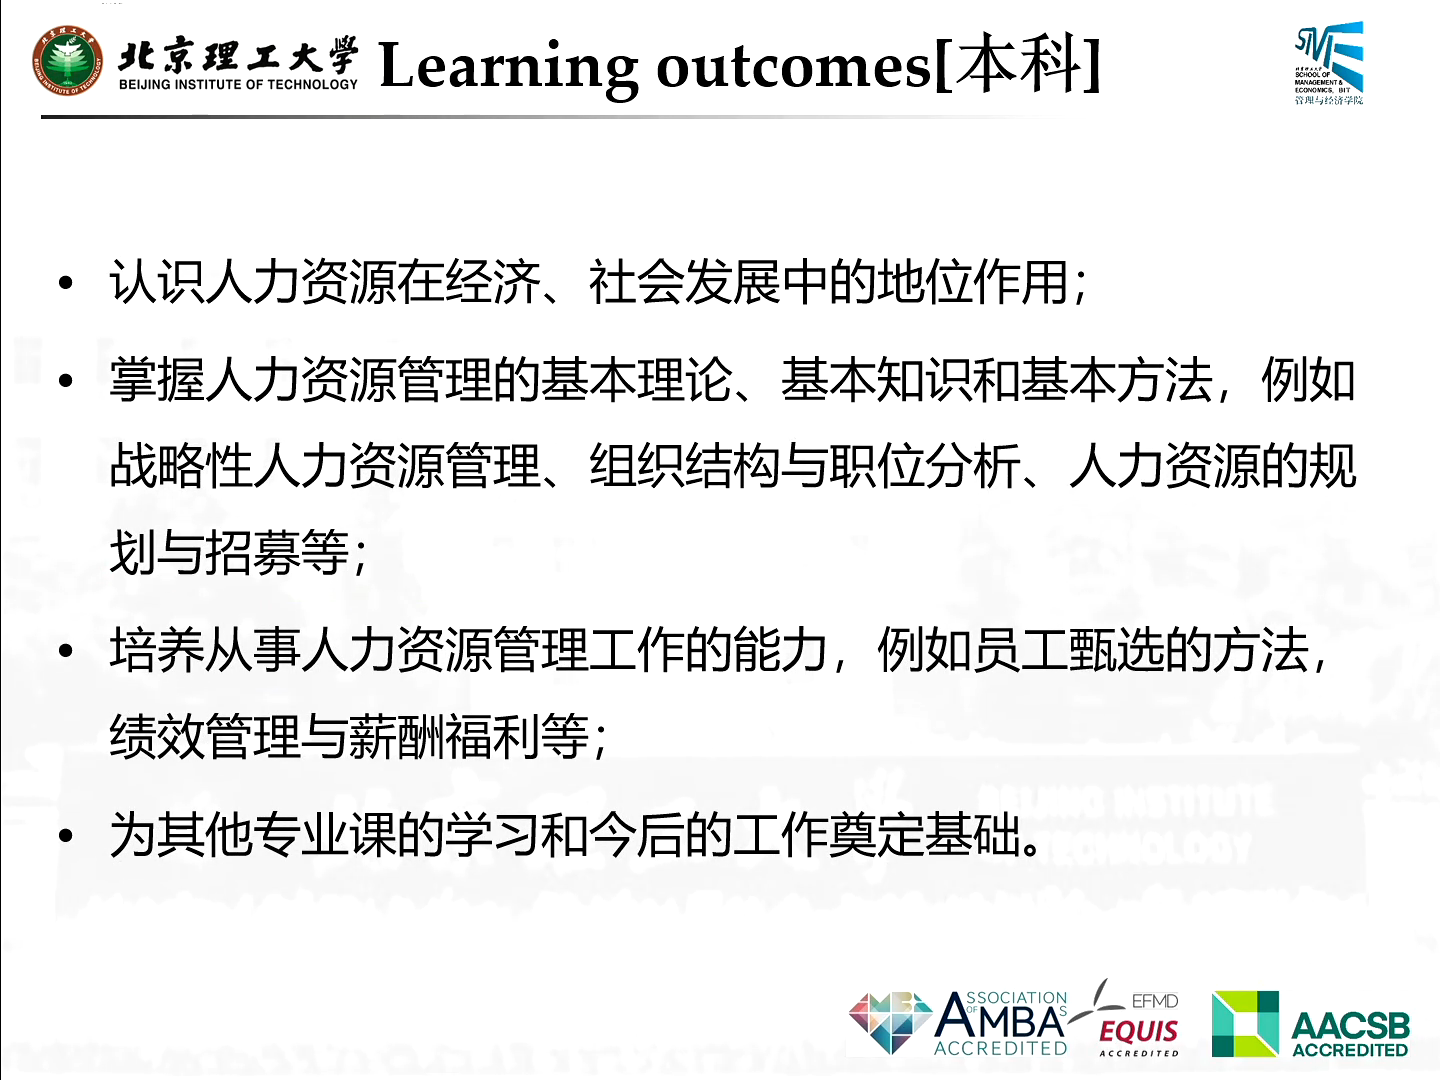 北京理工大学
BEIJING INSTITUTE OF TECHNOLOGY
Learning outcomes[本科]
SME
SCHOOL OF
MANAGEMENT &
ECONOMICS, BIT
管理与经济学院
• 认识人力资源在经济、社会发展中的地位作用；
• 掌握人力资源管理的基本理论、基本知识和基本方法，例如
战略性人力资源管理、组织结构与职位分析、人力资源的规
划与招募等；
• 培养从事人力资源管理工作的能力，例如员工甄选的方法，
绩效管理与薪酬福利等；
• 为其他专业课的学习和今后的工作奠定基础。
BEIJING INSTITUTE
TECHNOLOGY
ASSOCIATION
OF AMBAS
ACCREDITED
EFMD
EQUIS
ACCREDITED
AACSB
ACCREDITED